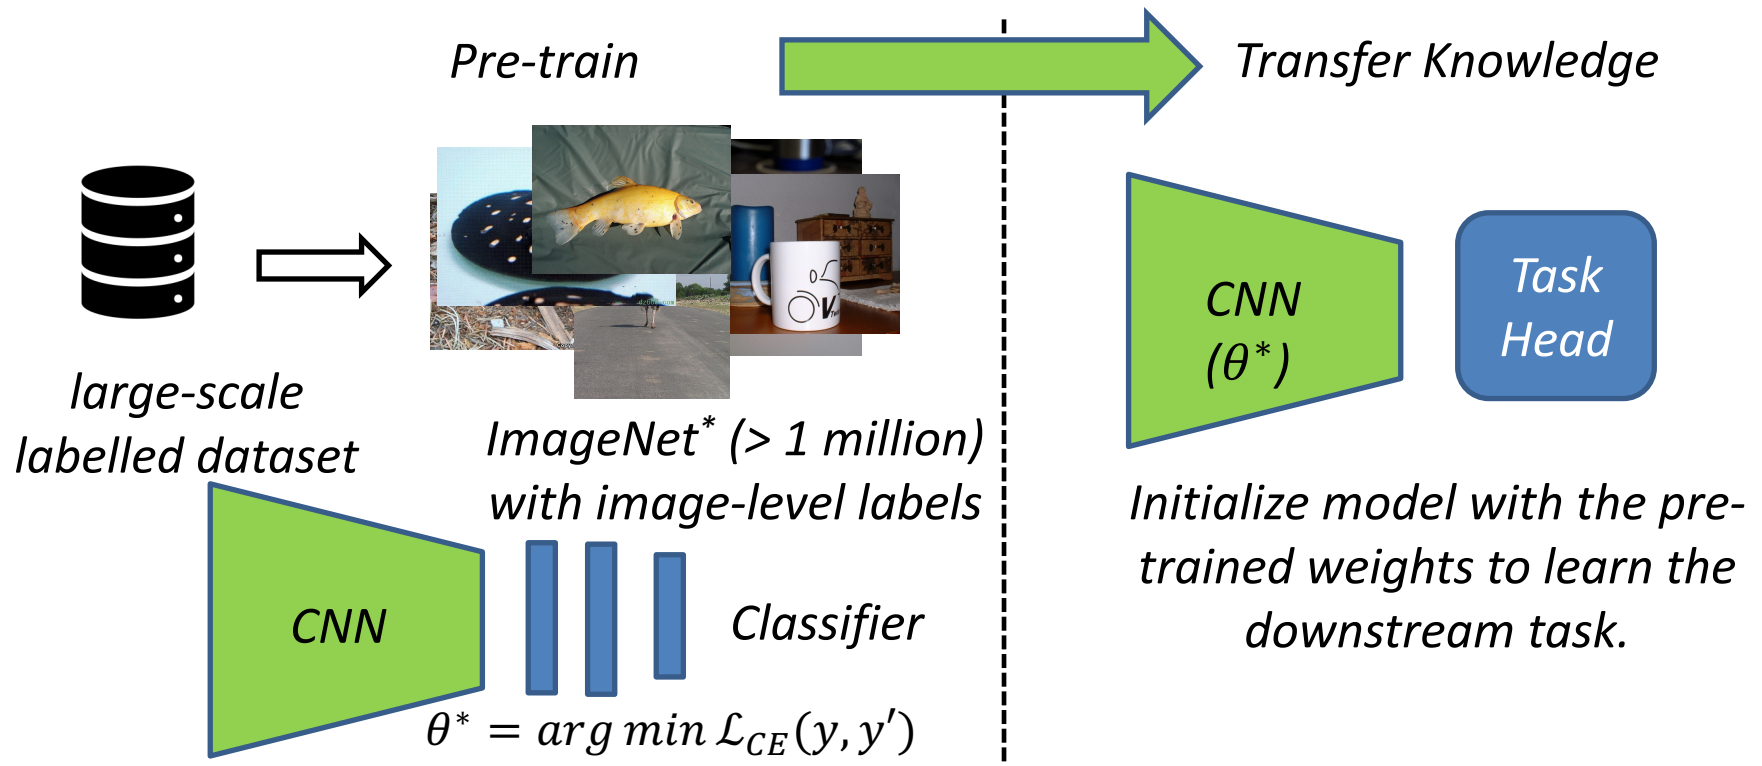 Pre-train
Transfer Knowledge
large-scale
labelled dataset
ImageNet* (> 1 million)
with image-level labels
CNN
Classifier
θ* = arg min ℒ_CE(y, y′)
CNN
(θ*)
Task
Head
Initialize model with the pre-
trained weights to learn the
downstream task.